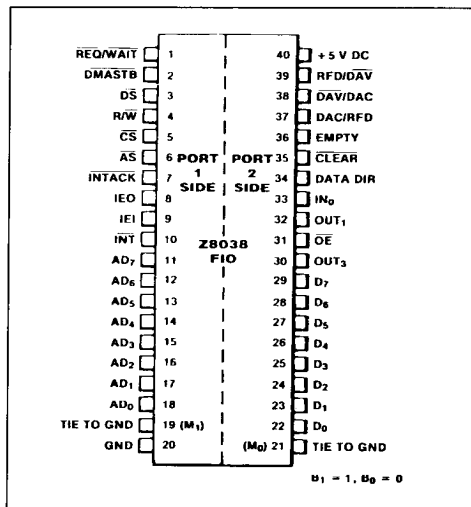 REQ/WAIT 1 40 +5 V DC
DMASTB 2 39 RFD/DAV
DS 3 38 DAV/DAC
R/W 4 37 DAC/RFD
CS 5 36 EMPTY
AS 6 35 CLEAR
INTACK 7 34 DATA DIR
PORT 1 SIDE
PORT 2 SIDE
IEO 8 33 IN0
IEI 9 32 OUT1
INT 10 31 OE
Z8038
FIO
AD7 11 30 OUT3
AD6 12 29 D7
AD5 13 28 D6
AD4 14 27 D5
AD3 15 26 D4
AD2 16 25 D3
AD1 17 24 D2
AD0 18 23 D1
TIE TO GND 19 (M1) 22 D0
GND 20 (M0) 21 TIE TO GND
B1 = 1, B0 = 0